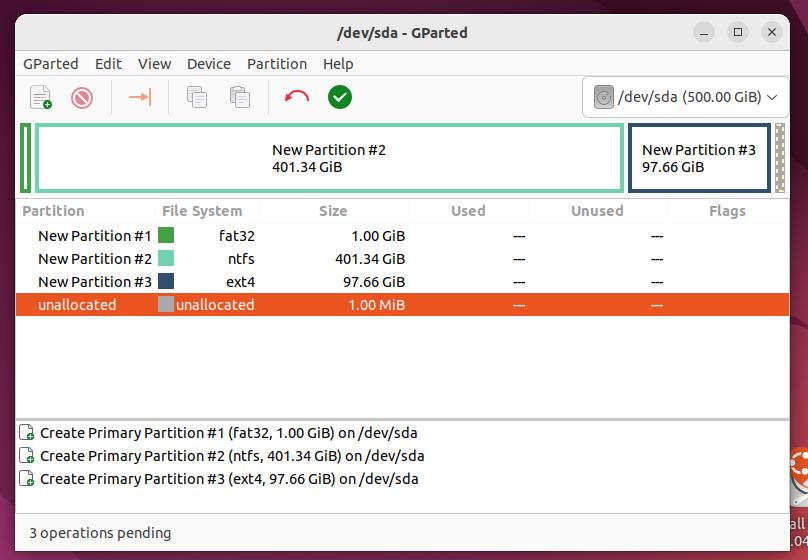 /dev/sda - GParted
GParted Edit View Device Partition Help
/dev/sda (500.00 GiB)
New Partition #2
401.34 GiB
New Partition #3
97.66 GiB
Partition File System Size Used Unused Flags
New Partition #1 fat32 1.00 GiB --- ---
New Partition #2 ntfs 401.34 GiB --- ---
New Partition #3 ext4 97.66 GiB --- ---
unallocated unallocated 1.00 MiB --- ---
Create Primary Partition #1 (fat32, 1.00 GiB) on /dev/sda
Create Primary Partition #2 (ntfs, 401.34 GiB) on /dev/sda
Create Primary Partition #3 (ext4, 97.66 GiB) on /dev/sda
all
.04
3 operations pending